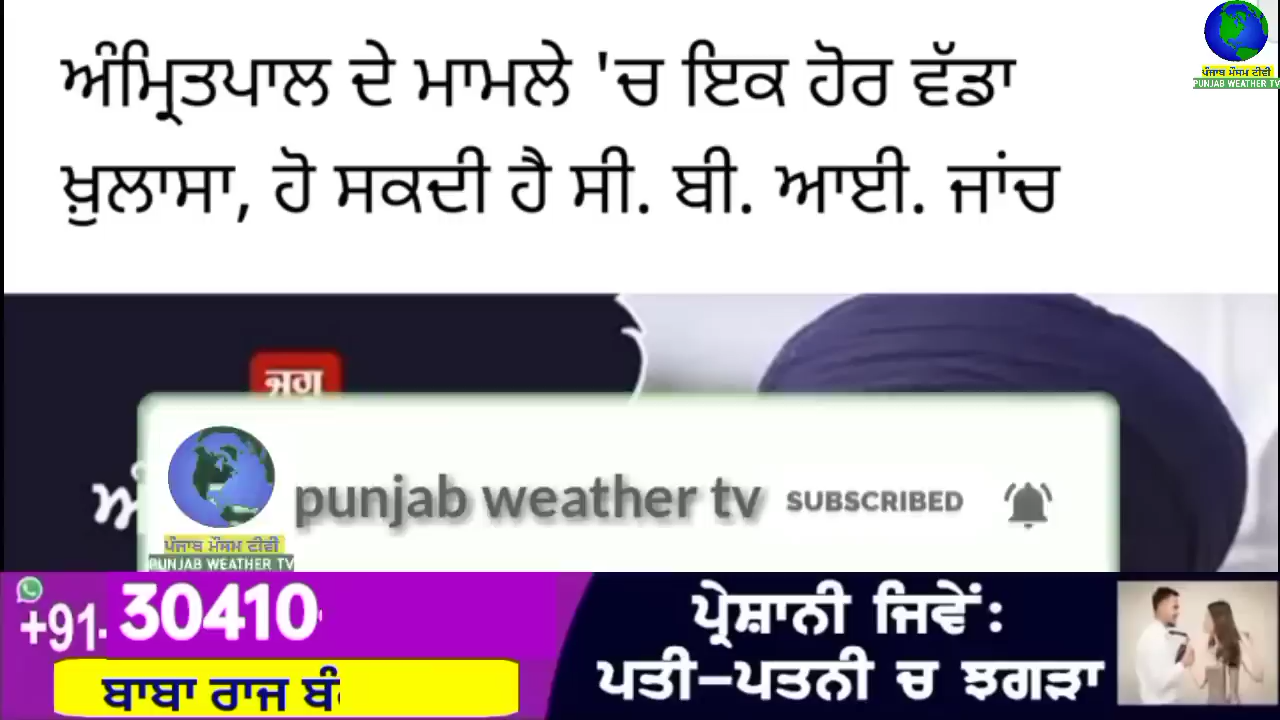 ਅੰਮ੍ਰਿਤਪਾਲ ਦੇ ਮਾਮਲੇ 'ਚ ਇਕ ਹੋਰ ਵੱਡਾ
ਖ਼ੁਲਾਸਾ, ਹੋ ਸਕਦੀ ਹੈ ਸੀ. ਬੀ. ਆਈ. ਜਾਂਚ
ਪੰਜਾਬ ਮੌਸਮ ਟੀਵੀ
PUNJAB WEATHER TV
ਜਗ
punjab weather tv SUBSCRIBED
ਪੰਜਾਬ ਮੌਸਮ ਟੀਵੀ
PUNJAB WEATHER TV
+91- 30410
ਬਾਬਾ ਰਾਜ
ਪ੍ਰੇਸ਼ਾਨੀ ਜਿਵੇਂ:
ਪਤੀ-ਪਤਨੀ ਚ ਝਗੜਾ